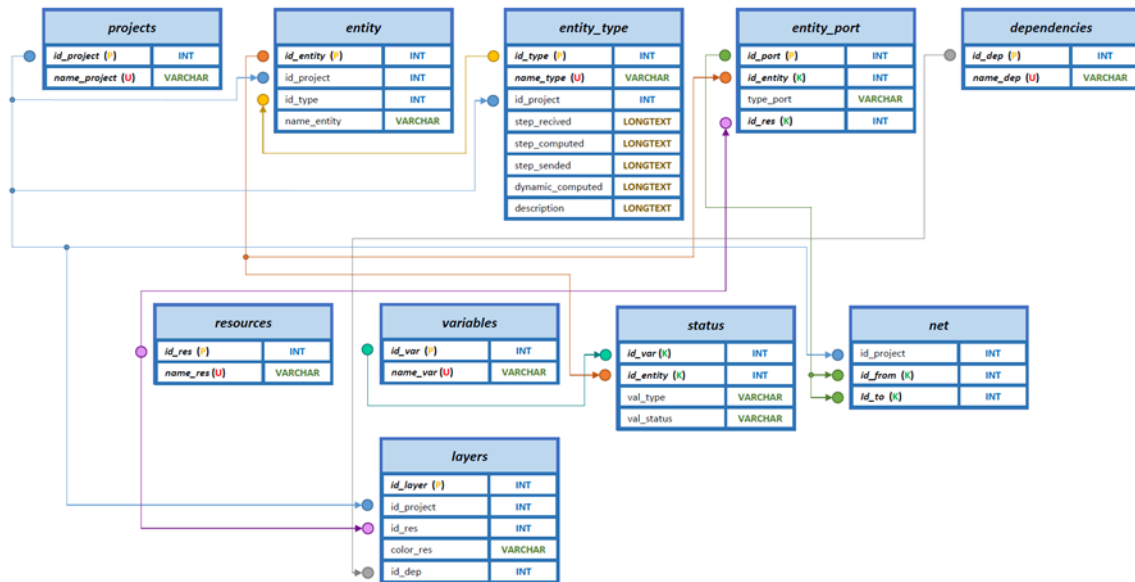 projects
id_project (P) INT
name_project (U) VARCHAR
entity
id_entity (P) INT
id_project INT
id_type INT
name_entity VARCHAR
entity_type
id_type (P) INT
name_type (U) VARCHAR
id_project INT
step_recived LONGTEXT
step_computed LONGTEXT
step_sended LONGTEXT
dynamic_computed LONGTEXT
description LONGTEXT
entity_port
id_port (P) INT
id_entity (K) INT
type_port VARCHAR
id_res (K) INT
dependencies
id_dep (P) INT
name_dep (U) VARCHAR
resources
id_res (P) INT
name_res (U) VARCHAR
variables
id_var (P) INT
name_var (U) VARCHAR
status
id_var (K) INT
id_entity (K) INT
val_type VARCHAR
val_status VARCHAR
net
id_project INT
id_from (K) INT
id_to (K) INT
layers
id_layer (P) INT
id_project INT
id_res INT
color_res VARCHAR
id_dep INT